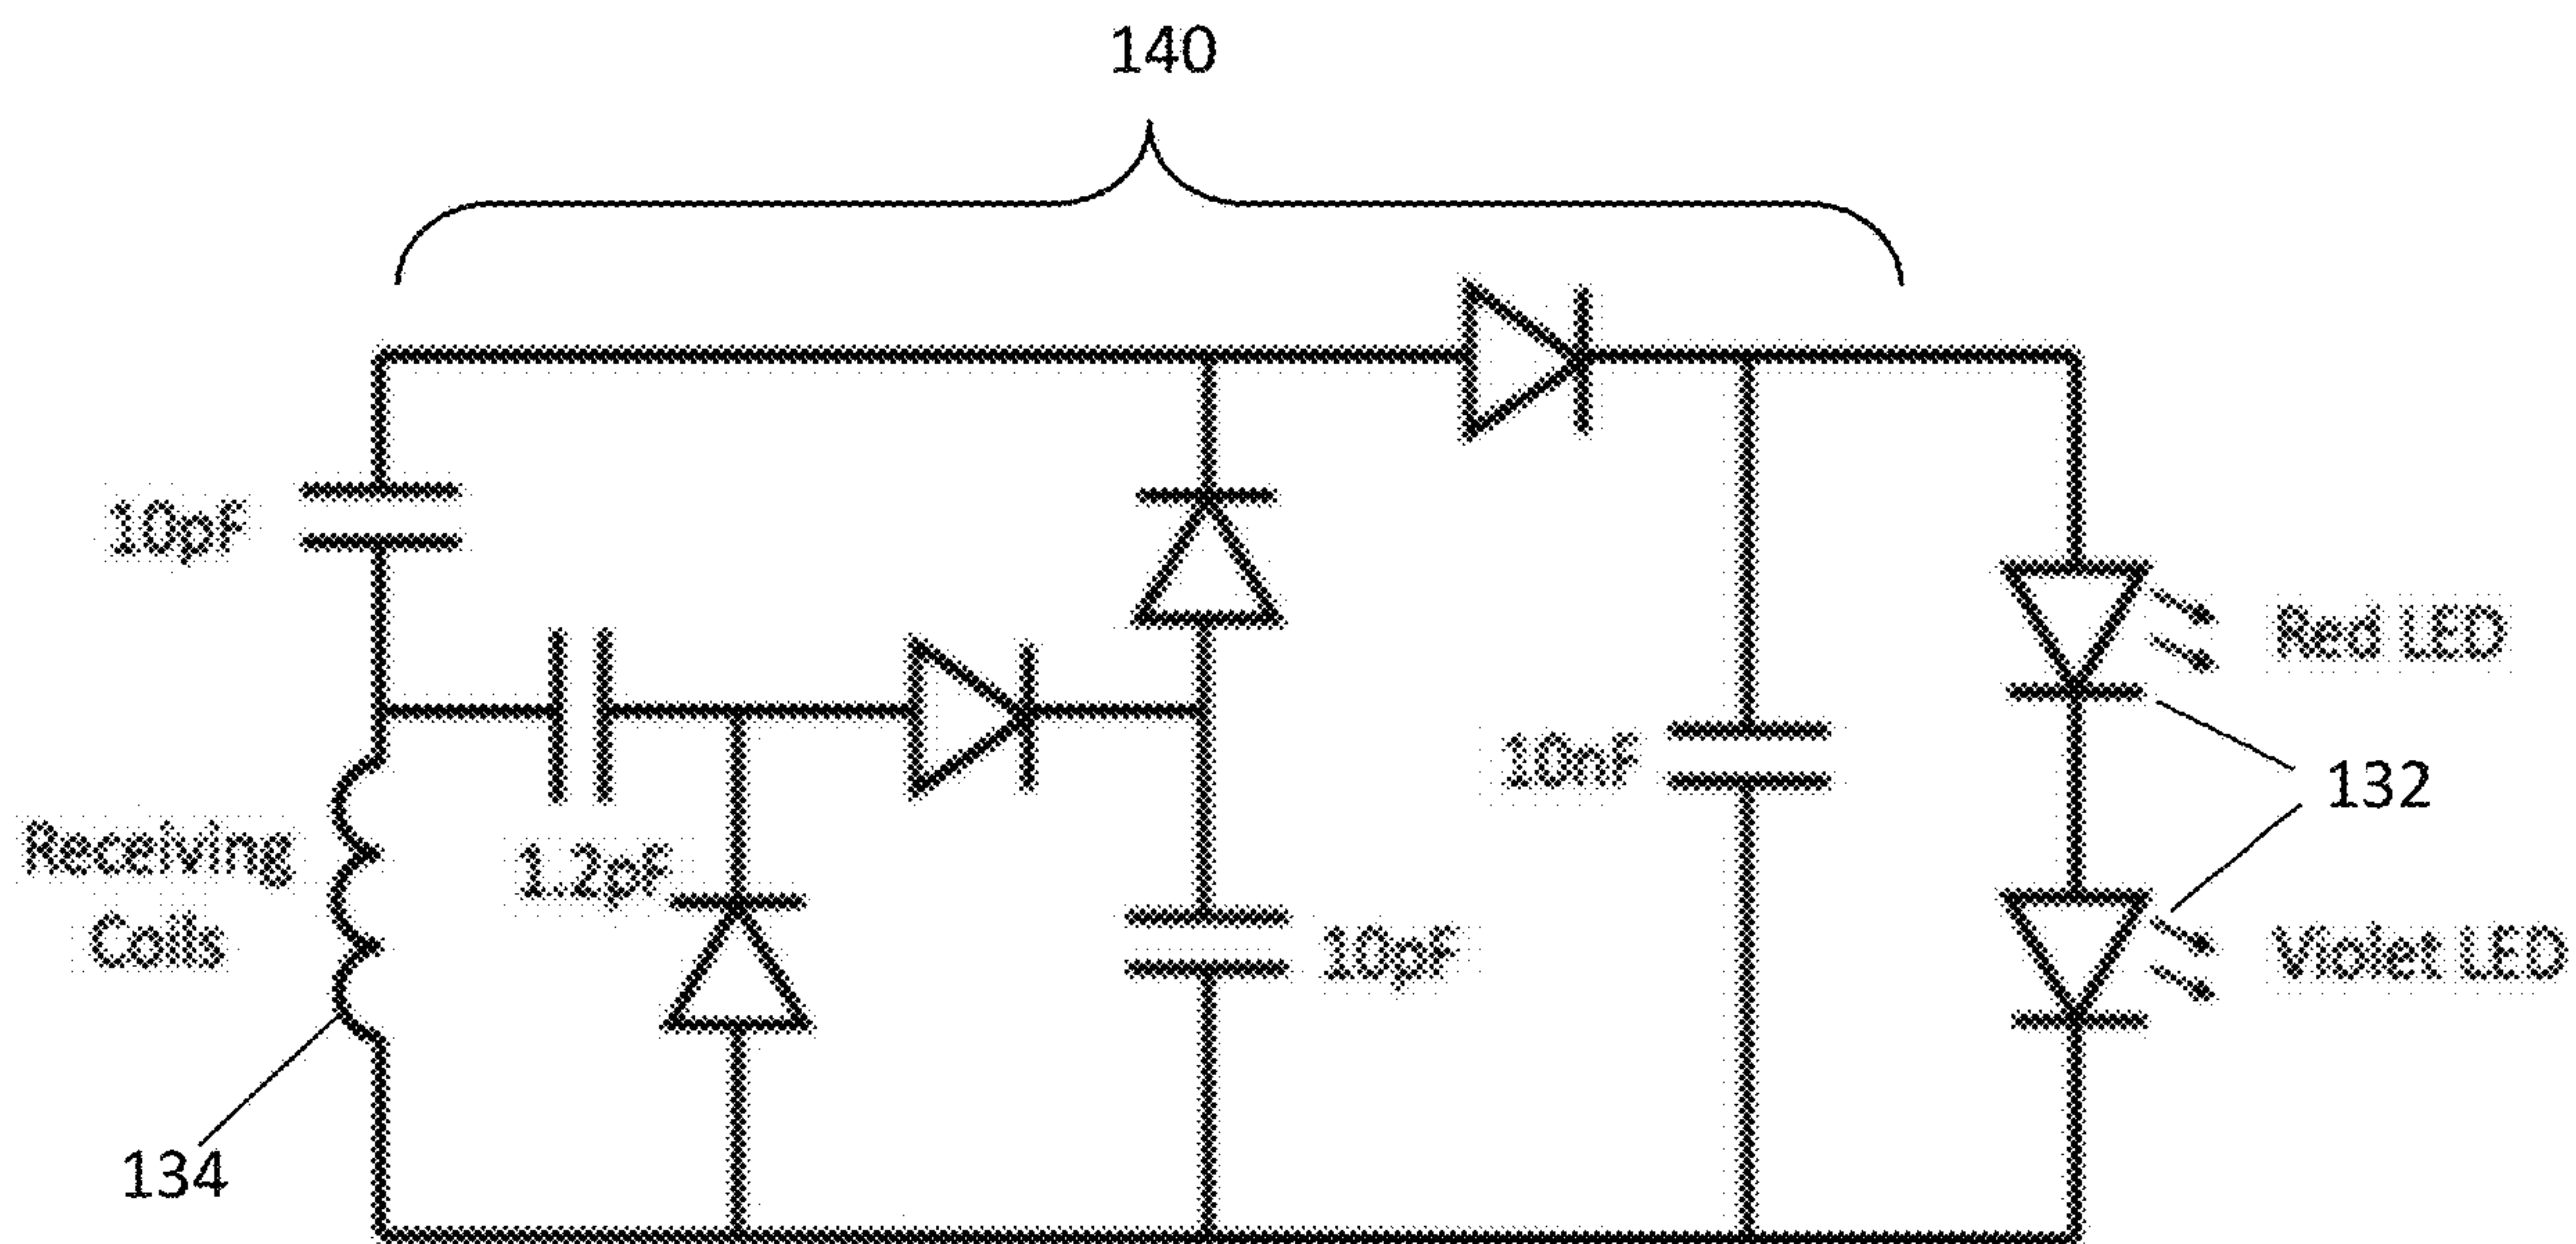 140
10pf
Red LED
10nf
132
Receiving
Coils
1.2pf
10pf
Violet LED
134